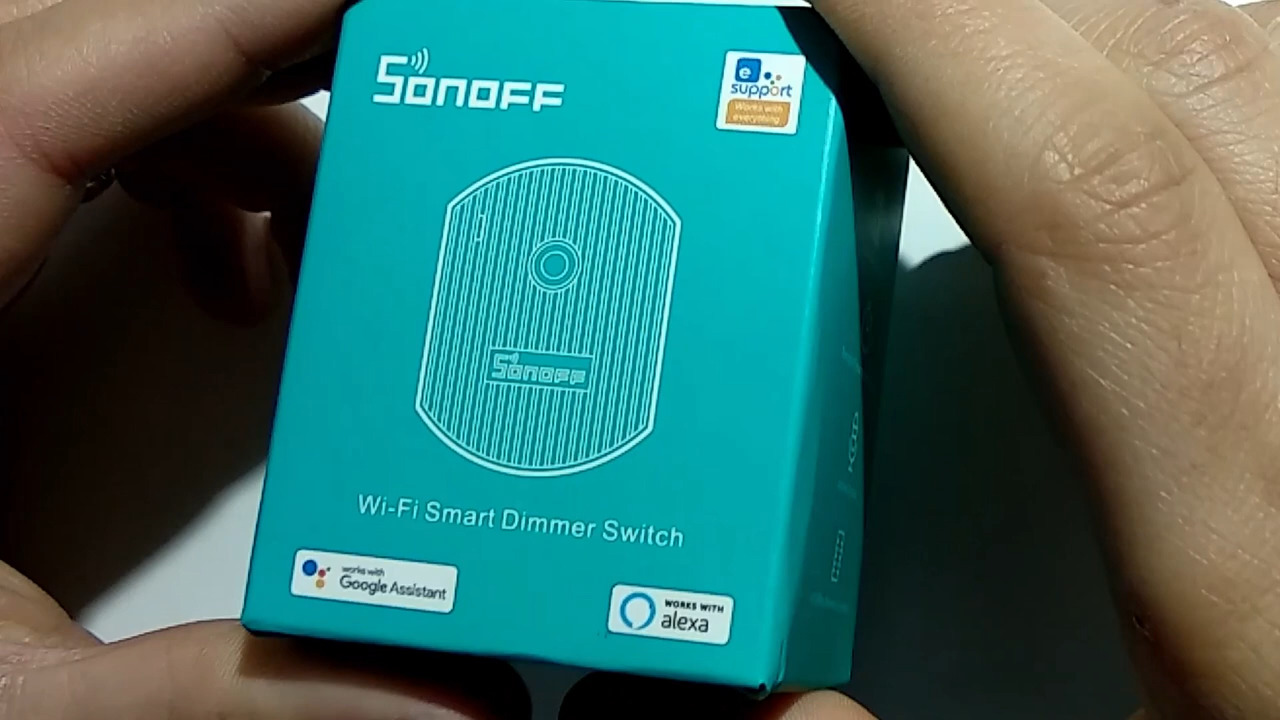 SONOFF
e
support
Works with
everything
SONOFF
Wi-Fi Smart Dimmer Switch
works with
Google Assistant
WORKS WITH
alexa